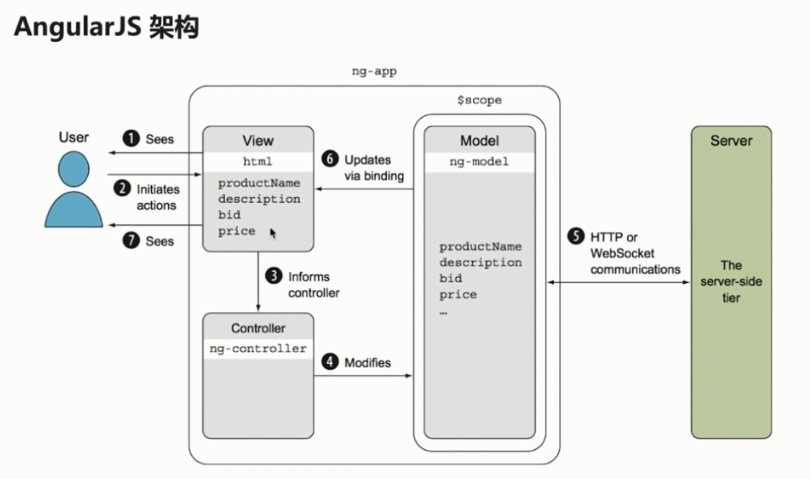 AngularJS 架构
ng-app
$scope
User
1 Sees
2 Initiates
actions
7 Sees
View
html
productName
description
bid
price
3 Informs
controller
Controller
ng-controller
4 Modifies
6 Updates
via binding
Model
ng-model
productName
description
bid
price
…
5 HTTP or
WebSocket
communications
Server
The
server-side
tier